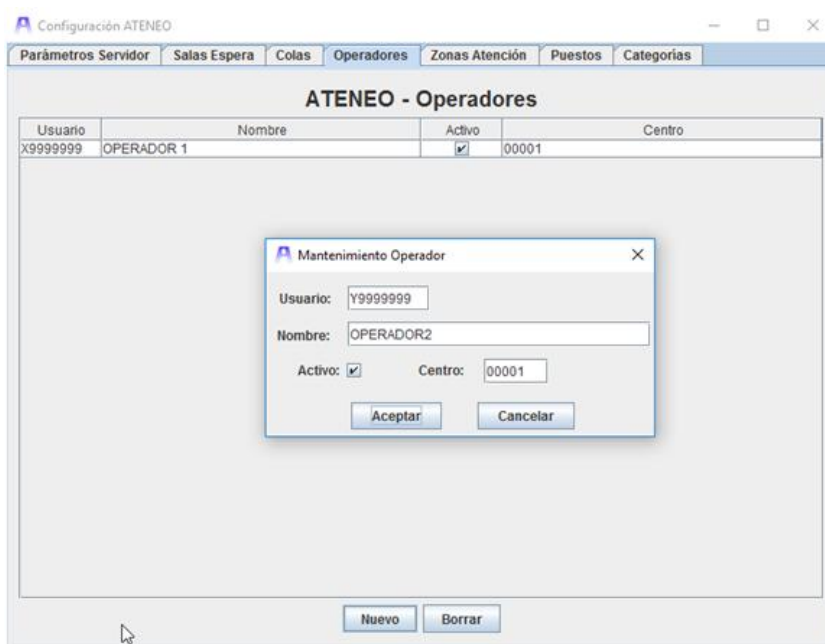 Configuración ATENEO
Parámetros Servidor Salas Espera Colas Operadores Zonas Atención Puestos Categorías
ATENEO - Operadores
Usuario Nombre Activo Centro
X9999999 OPERADOR 1 00001
Mantenimiento Operador
Usuario: Y9999999
Nombre: OPERADOR2
Activo: Centro: 00001
Aceptar Cancelar
Nuevo Borrar